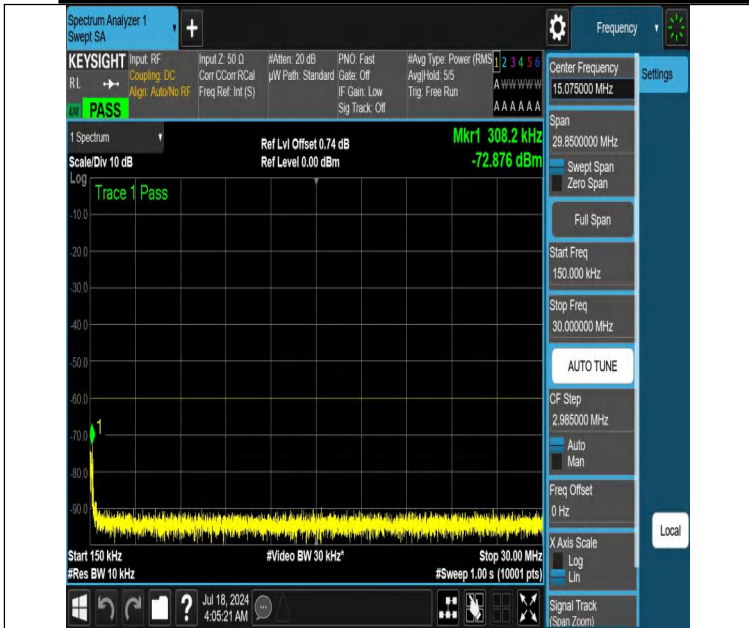 Spectrum Analyzer 1
Swept SA
Frequency
KEYSIGHT
RL
PASS
Input: RF
Coupling: DC
Align: Auto/No RF
Input Z: 50 Ω
Corr CCorr RCal
Freq Ref: Int (S)
#Atten: 20 dB
µW Path: Standard
PNO: Fast
Gate: Off
IF Gain: Low
Sig Track: Off
#Avg Type: Power (RMS
Avg|Hold: 5/5
Trig: Free Run
1 2 3 4 5 6
A W W W W W
A A A A A A
1 Spectrum
Scale/Div 10 dB
Ref Lvl Offset 0.74 dB
Ref Level 0.00 dBm
Mkr1 308.2 kHz
-72.876 dBm
Log
Trace 1 Pass
-10.0
-20.0
-30.0
-40.0
-50.0
-60.0
-70.0
-80.0
-90.0
1
Start 150 kHz
#Res BW 10 kHz
#Video BW 30 kHz*
Stop 30.00 MHz
#Sweep 1.00 s (10001 pts)
?
Jul 18, 2024
4:05:21 AM
Center Frequency
15.075000 MHz
Span
29.8500000 MHz
Swept Span
Zero Span
Full Span
Start Freq
150.000 kHz
Stop Freq
30.000000 MHz
AUTO TUNE
CF Step
2.985000 MHz
Auto
Man
Freq Offset
0 Hz
X Axis Scale
Log
Lin
Signal Track
(Span Zoom)
Settings
Local